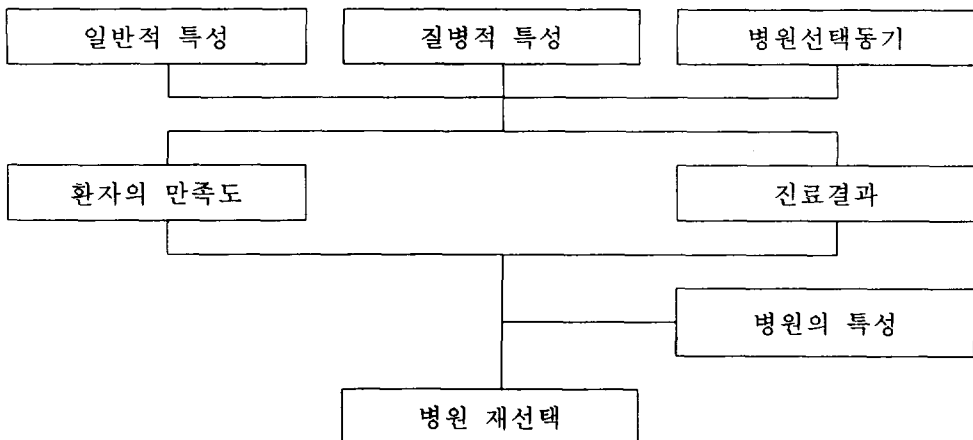 일반적 특성
질병적 특성
병원선택동기
환자의 만족도
진료결과
병원의 특성
병원 재선택